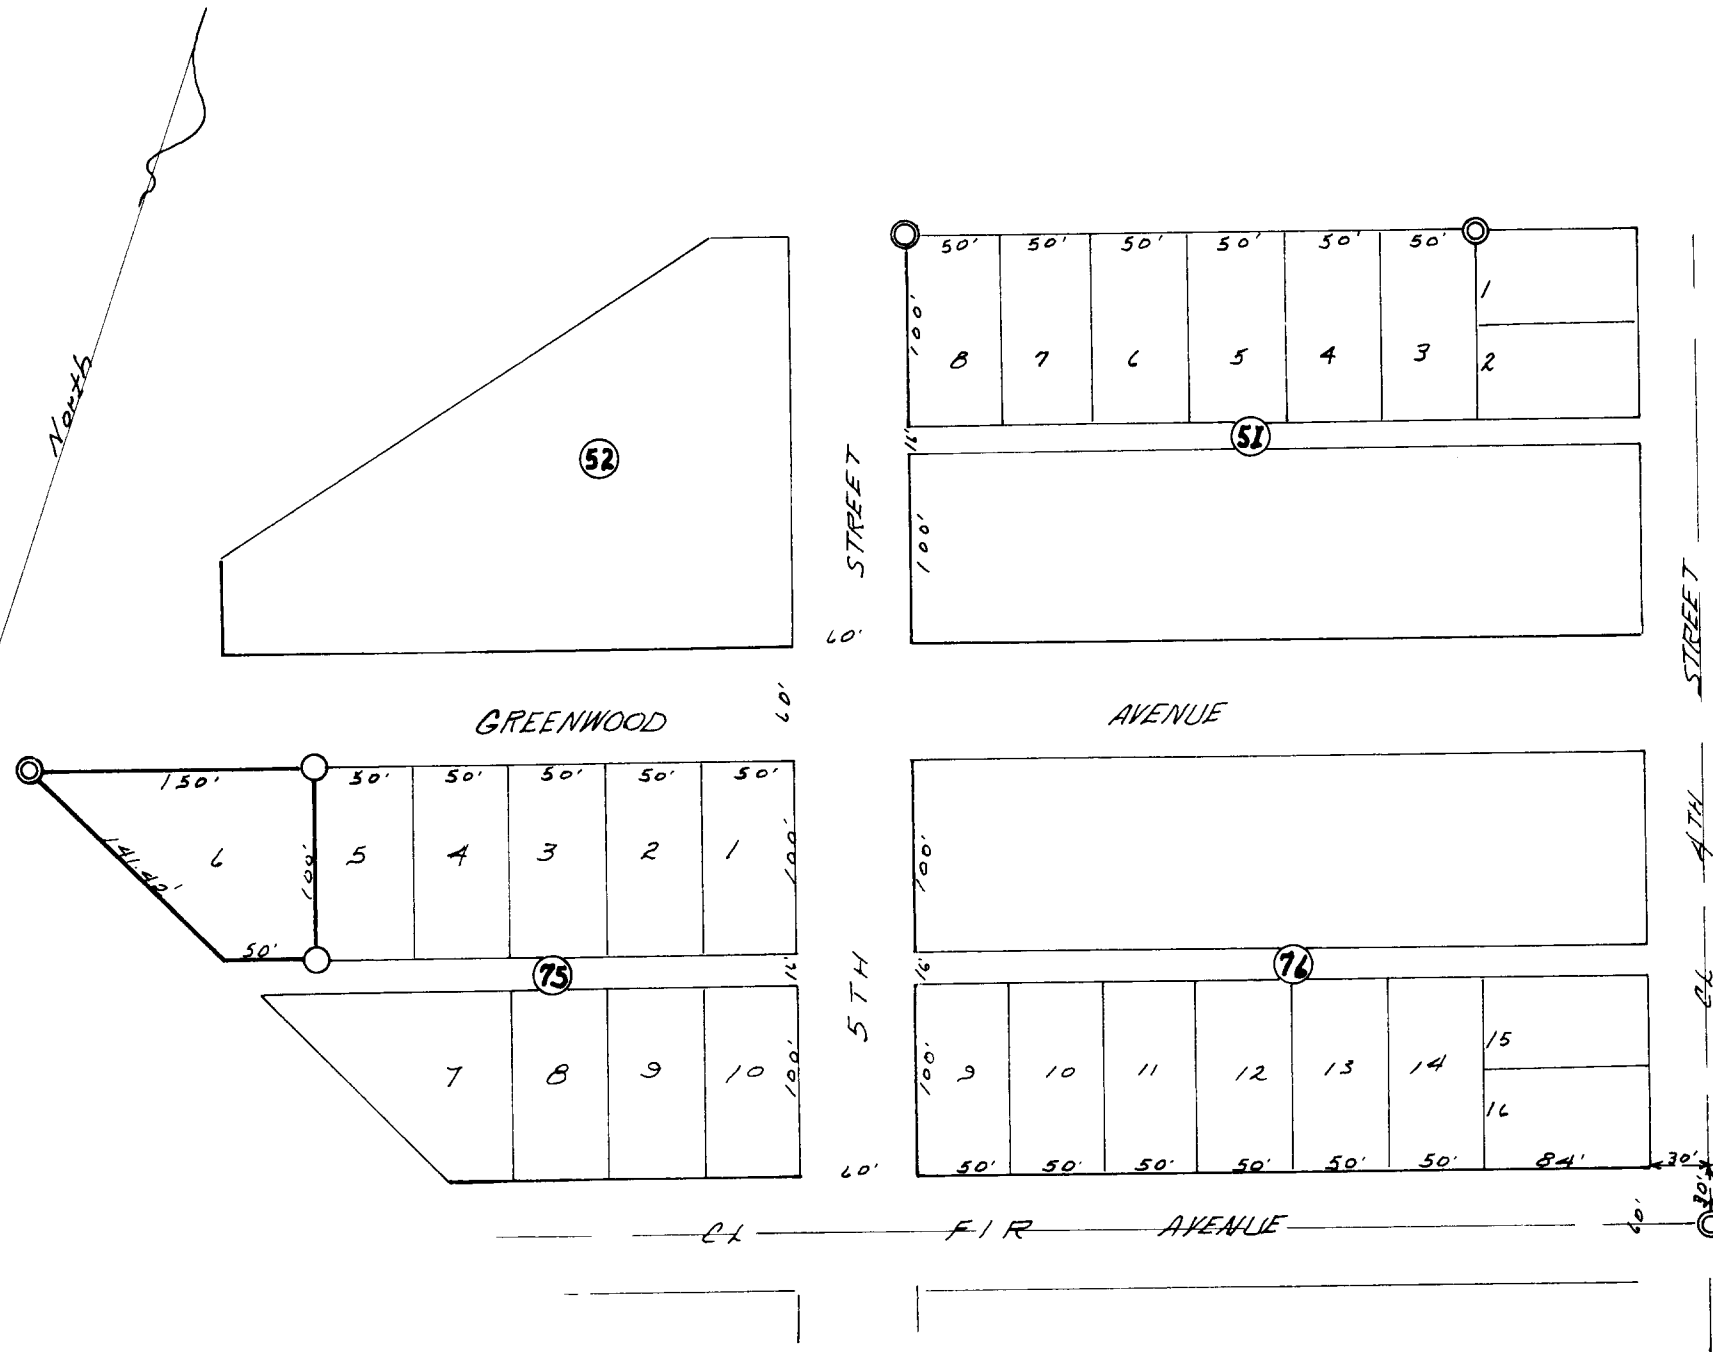 North
50' 50' 50' 50' 50' 50'
100' 8 7 6 5 4 3 1
2
16' 51
52
STREET
100'
STREET
60'
GREENWOOD 60' AVENUE
150' 50' 50' 50' 50' 50'
141.42' 6 100' 5 4 3 2 1 100' 100'
4TH
50'
75 16' 16' 76
5TH
CL
7 8 9 10 100' 100' 9 10 11 12 13 14 15
16
60' 50' 50' 50' 50' 50' 50' 84' 30'
30'
CL FIR AVENUE 60'